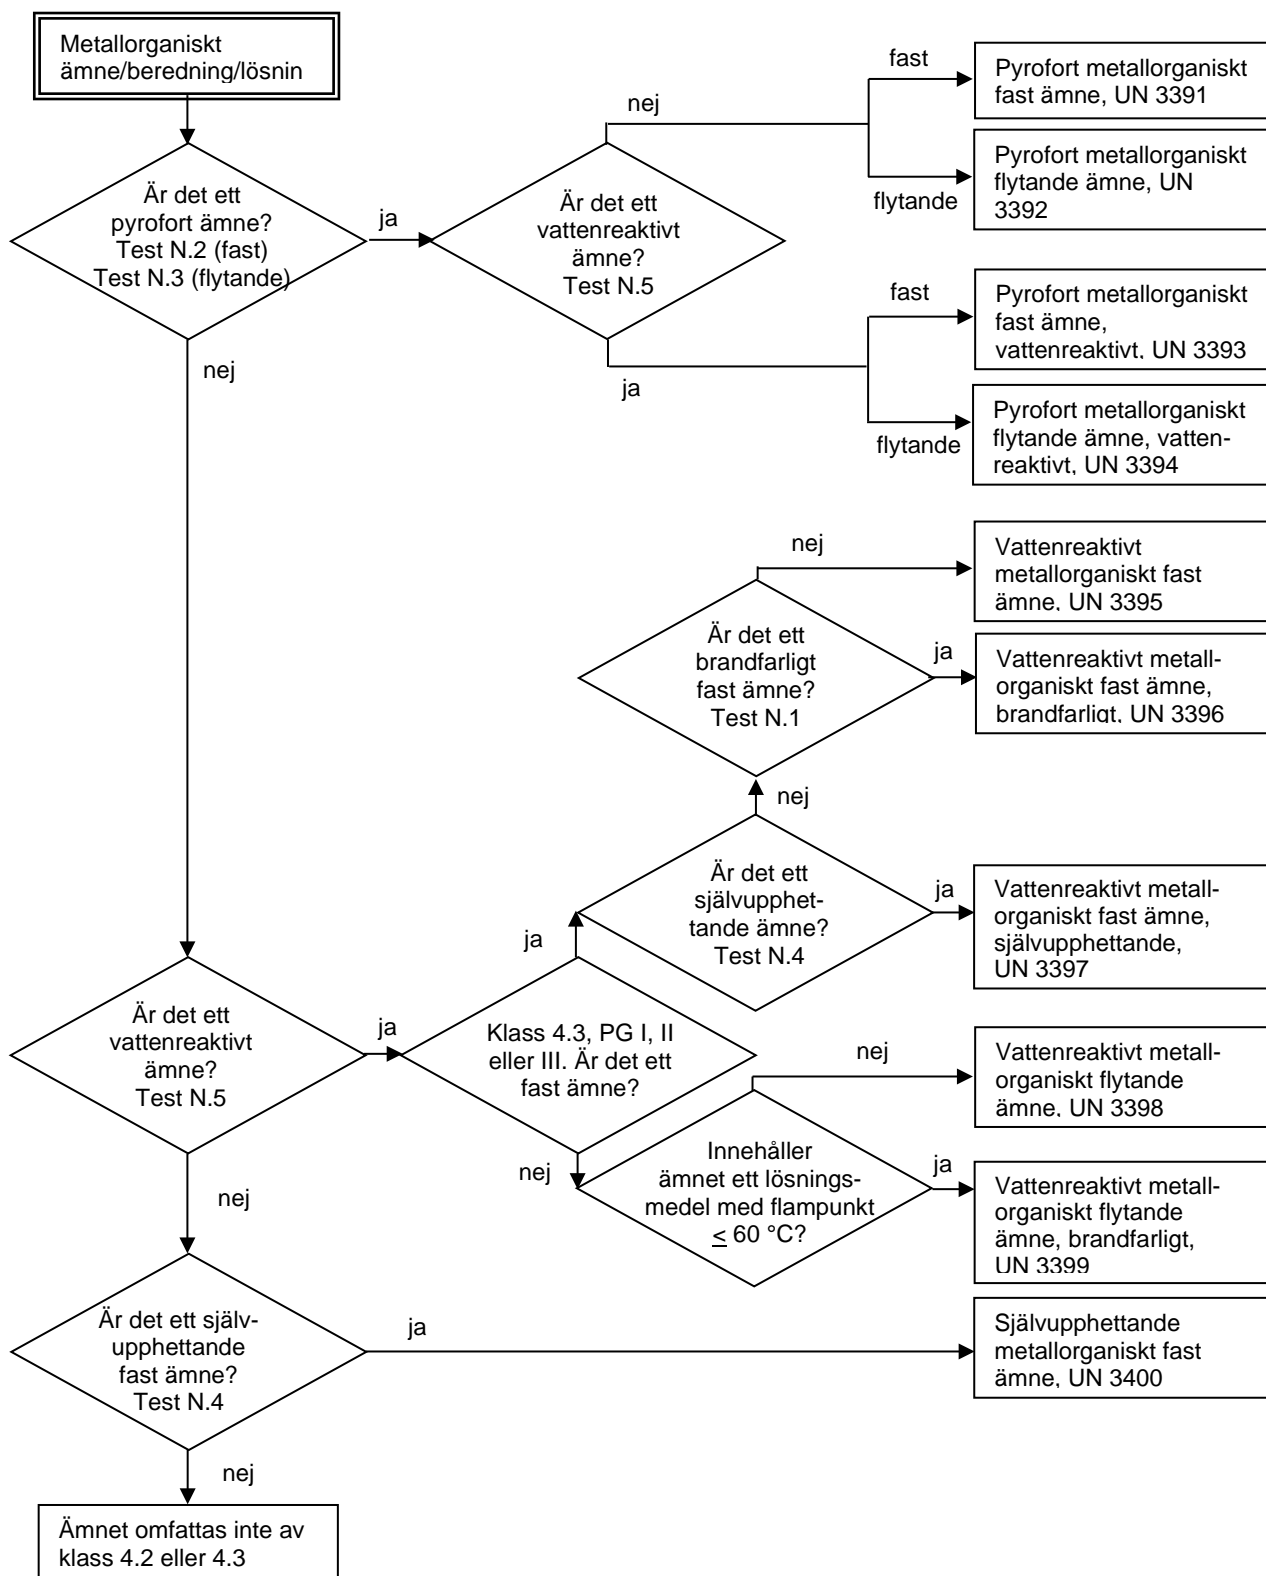 Metallorganiskt
ämne/beredning/lösnin
Är det ett
pyrofort ämne?
Test N.2 (fast)
Test N.3 (flytande)
ja
nej
Är det ett
vattenreaktivt
ämne?
Test N.5
nej
ja
fast
Pyrofort metallorganiskt
fast ämne, UN 3391
flytande
Pyrofort metallorganiskt
flytande ämne, UN
3392
fast
Pyrofort metallorganiskt
fast ämne,
vattenreaktivt, UN 3393
flytande
Pyrofort metallorganiskt
flytande ämne, vatten-
reaktivt, UN 3394
nej
Vattenreaktivt
metallorganiskt fast
ämne, UN 3395
Är det ett
brandfarligt
fast ämne?
Test N.1
ja
Vattenreaktivt metall-
organiskt fast ämne,
brandfarligt, UN 3396
nej
Är det ett
självupphet-
tande ämne?
Test N.4
ja
Vattenreaktivt metall-
organiskt fast ämne,
självupphettande,
UN 3397
ja
Är det ett
vattenreaktivt
ämne?
Test N.5
ja
Klass 4.3, PG I, II
eller III. Är det ett
fast ämne?
nej
Vattenreaktivt metall-
organiskt flytande
ämne, UN 3398
nej
Innehåller
ämnet ett lösnings-
medel med flampunkt
≤ 60 °C?
ja
Vattenreaktivt metall-
organiskt flytande
ämne, brandfarligt,
UN 3399
nej
Är det ett själv-
upphettande
fast ämne?
Test N.4
ja
Självupphettande
metallorganiskt fast
ämne, UN 3400
nej
Ämnet omfattas inte av
klass 4.2 eller 4.3